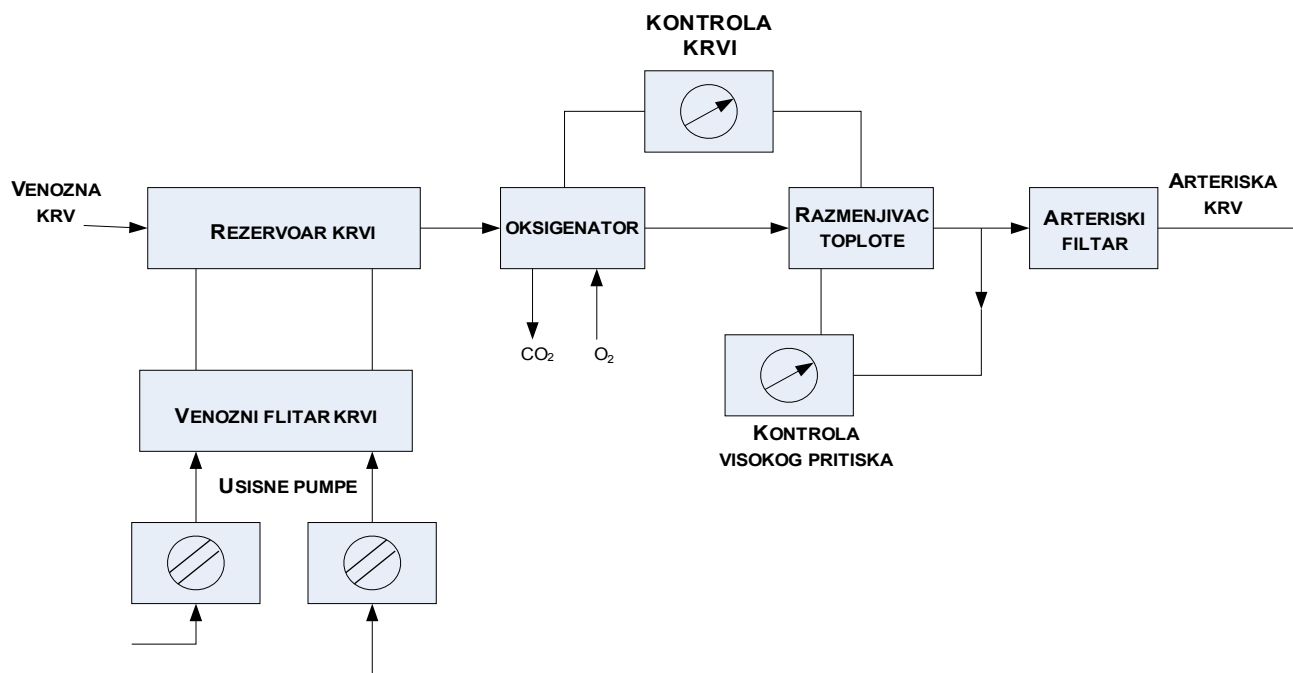 KONTROLA
KRVI
VENOZNA
KRV
REZERVOAR KRVI
OKSIGENATOR
RAZMENJIVAC
TOPLOTE
ARTERISKI
FILTAR
ARTERISKA
KRV
CO₂
O₂
VENOZNI FLITAR KRVI
KONTROLA
VISOKOG PRITISKA
USISNE PUMPE